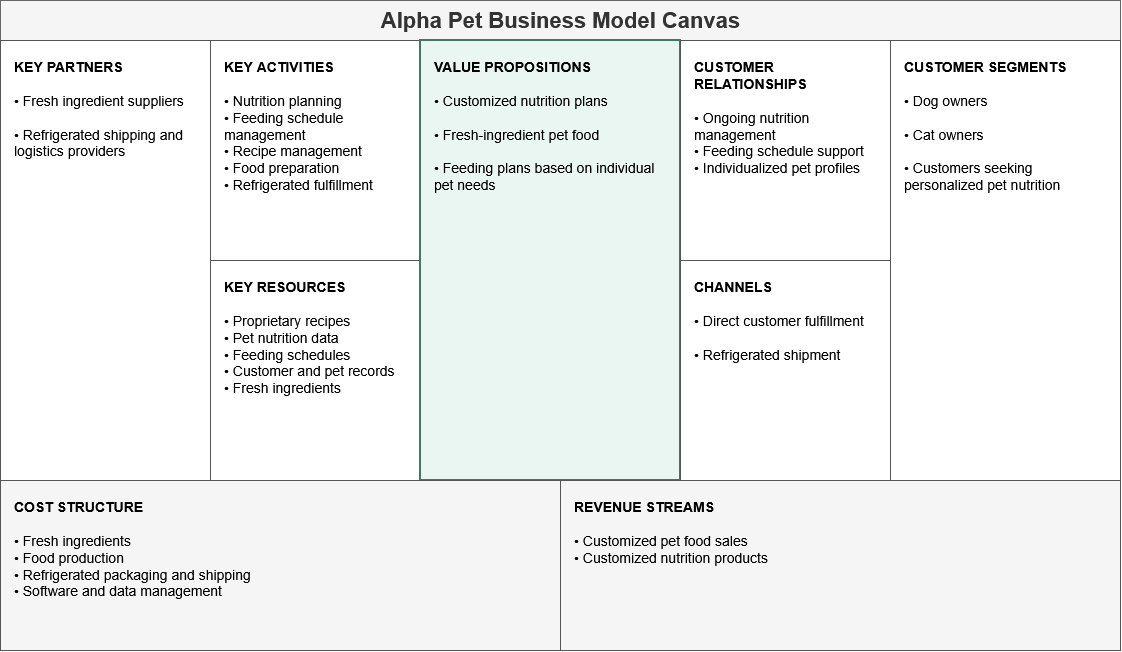 Alpha Pet Business Model Canvas
KEY PARTNERS
• Fresh ingredient suppliers
• Refrigerated shipping and
logistics providers
KEY ACTIVITIES
• Nutrition planning
• Feeding schedule
management
• Recipe management
• Food preparation
• Refrigerated fulfillment
KEY RESOURCES
• Proprietary recipes
• Pet nutrition data
• Feeding schedules
• Customer and pet records
• Fresh ingredients
VALUE PROPOSITIONS
• Customized nutrition plans
• Fresh-ingredient pet food
• Feeding plans based on individual
pet needs
CUSTOMER
RELATIONSHIPS
• Ongoing nutrition
management
• Feeding schedule support
• Individualized pet profiles
CHANNELS
• Direct customer fulfillment
• Refrigerated shipment
CUSTOMER SEGMENTS
• Dog owners
• Cat owners
• Customers seeking
personalized pet nutrition
COST STRUCTURE
• Fresh ingredients
• Food production
• Refrigerated packaging and shipping
• Software and data management
REVENUE STREAMS
• Customized pet food sales
• Customized nutrition products